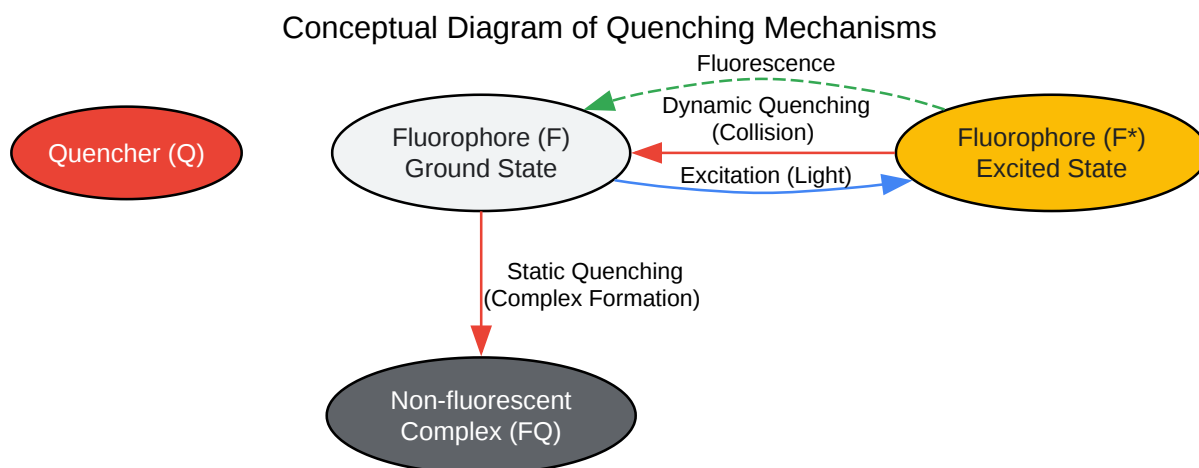 Conceptual Diagram of Quenching Mechanisms
Fluorescence
Dynamic Quenching
(Collision)
Quencher (Q)
Fluorophore (F)
Ground State
Fluorophore (F*)
Excited State
Excitation (Light)
Static Quenching
(Complex Formation)
Non-fluorescent
Complex (FQ)